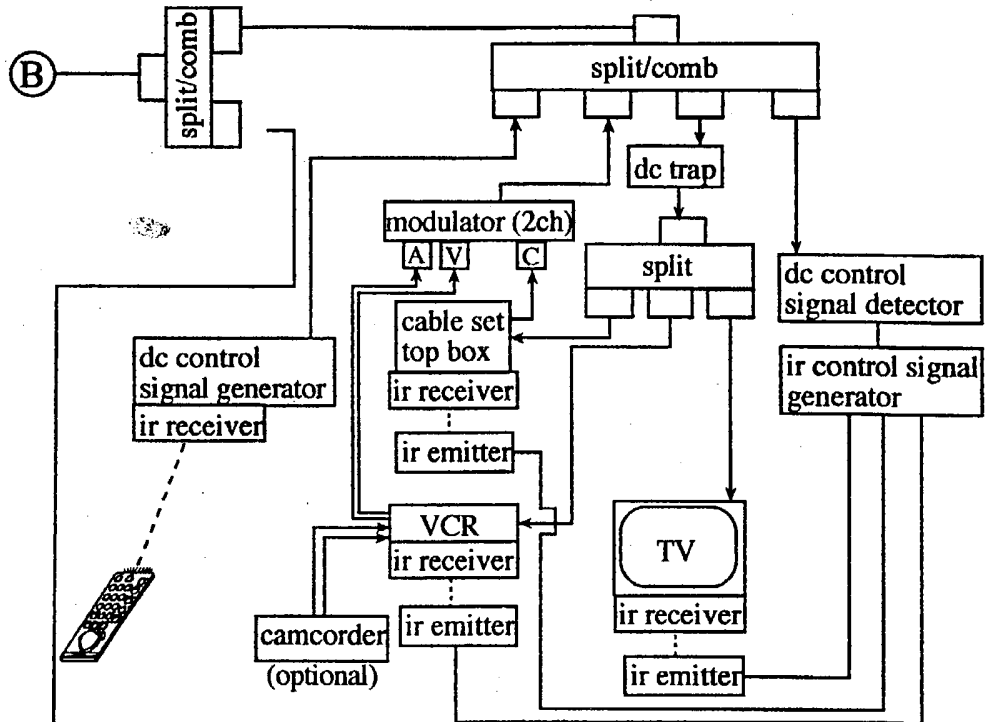 B
split/comb
split/comb
dc trap
modulator (2ch)
A V C
split
dc control
signal detector
cable set
top box
ir receiver
ir emitter
dc control
signal generator
ir receiver
ir control signal
generator
VCR
ir receiver
ir emitter
TV
ir receiver
ir emitter
camcorder
(optional)